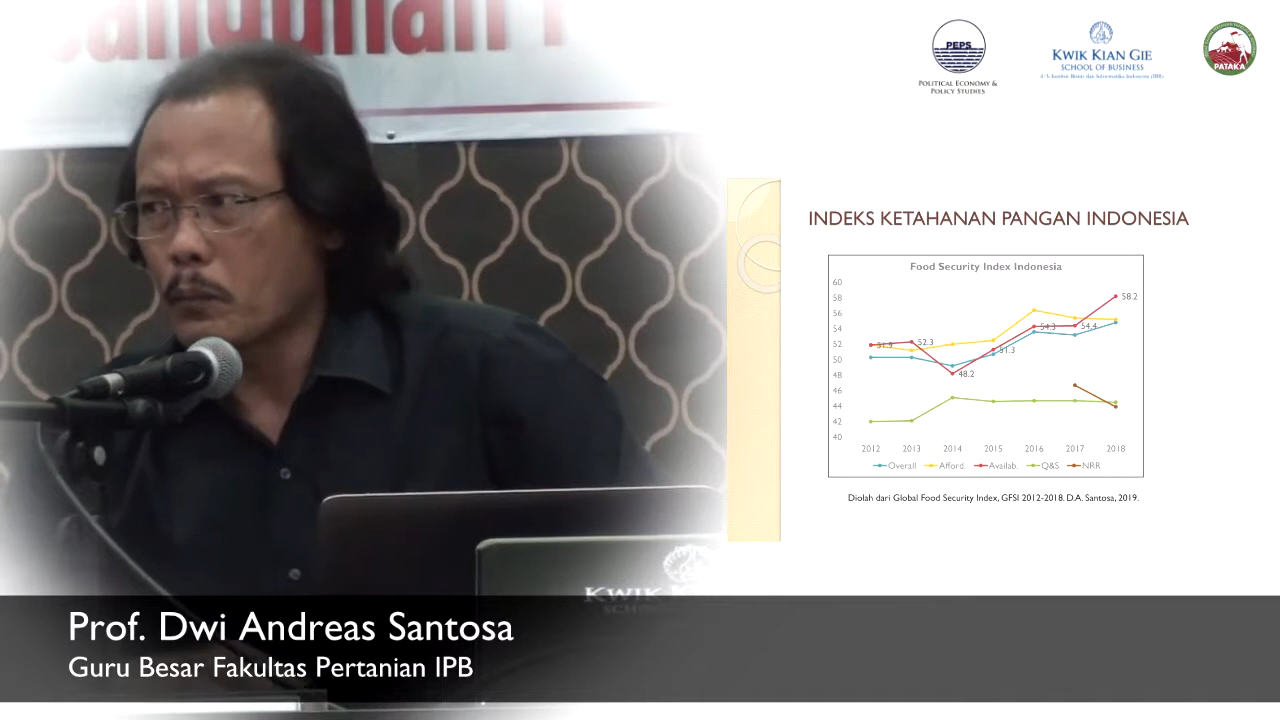 PEPS
POLITICAL ECONOMY &
POLICY STUDIES
KWIK KIAN GIE
SCHOOL OF BUSINESS
PATAKA
INDEKS KETAHANAN PANGAN INDONESIA
Food Security Index Indonesia
60
58
56
54
52
50
48
46
44
42
40
51.9
52.3
48.2
51.3
54.3
54.4
58.2
2012 2013 2014 2015 2016 2017 2018
Overall Afford. Availab. Q&S NRR
Diolah dari Global Food Security Index, GFSI 2012-2018. D.A. Santosa, 2019.
KWIK
Prof. Dwi Andreas Santosa
Guru Besar Fakultas Pertanian IPB